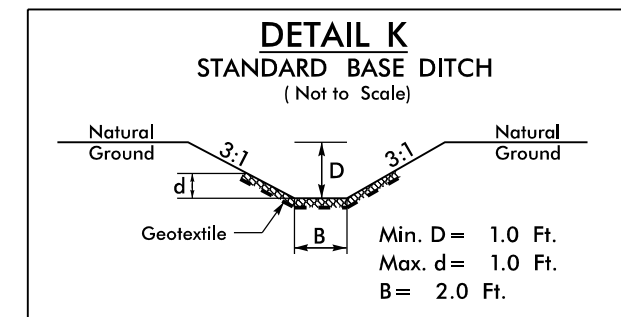 DETAIL K
STANDARD BASE DITCH
( Not to Scale)
Natural
Ground
3:1
D
3:1
Natural
Ground
d
Geotextile
B
Min. D = 1.0 Ft.
Max. d = 1.0 Ft.
B = 2.0 Ft.